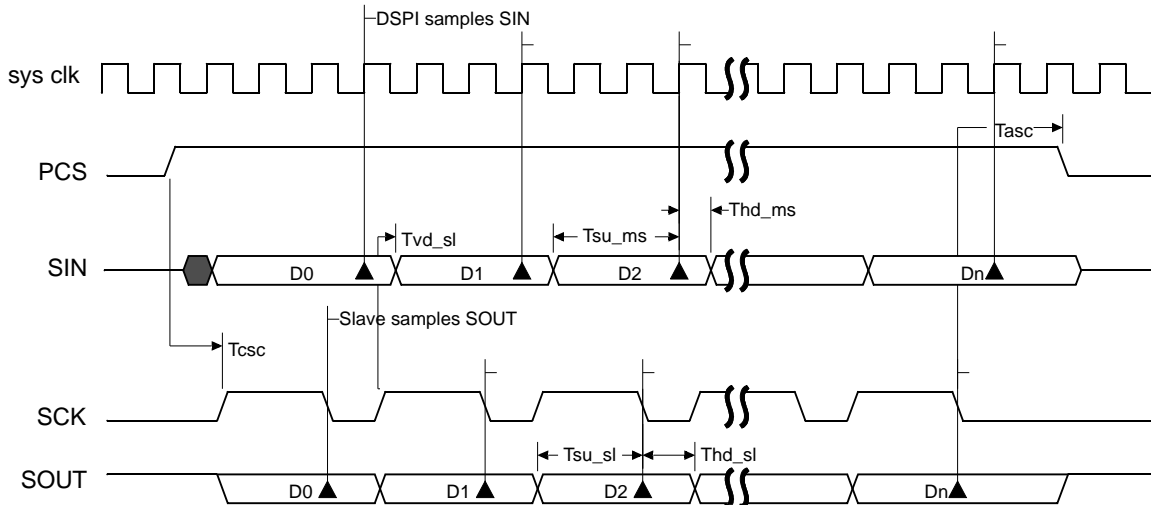 DSPI samples SIN
sys clk
Tasc
PCS
Thd_ms
Tvd_sl
Tsu_ms
SIN
D0
D1
D2
Dn
Slave samples SOUT
Tcsc
SCK
Tsu_sl
Thd_sl
SOUT
D0
D1
D2
Dn